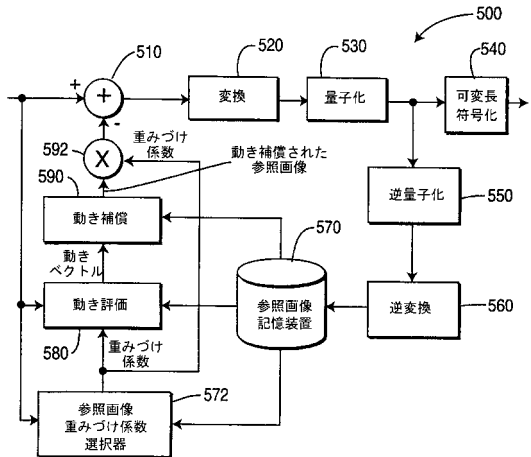 500
510
520
530
540
+
+
-
変換
量子化
可変長
符号化
592
X
重みづけ
係数
動き補償された
参照画像
590
動き補償
逆量子化
550
570
動き
ベクトル
参照画像
記憶装置
逆変換
560
動き評価
580
重みづけ
係数
572
参照画像
重みづけ係数
選択器